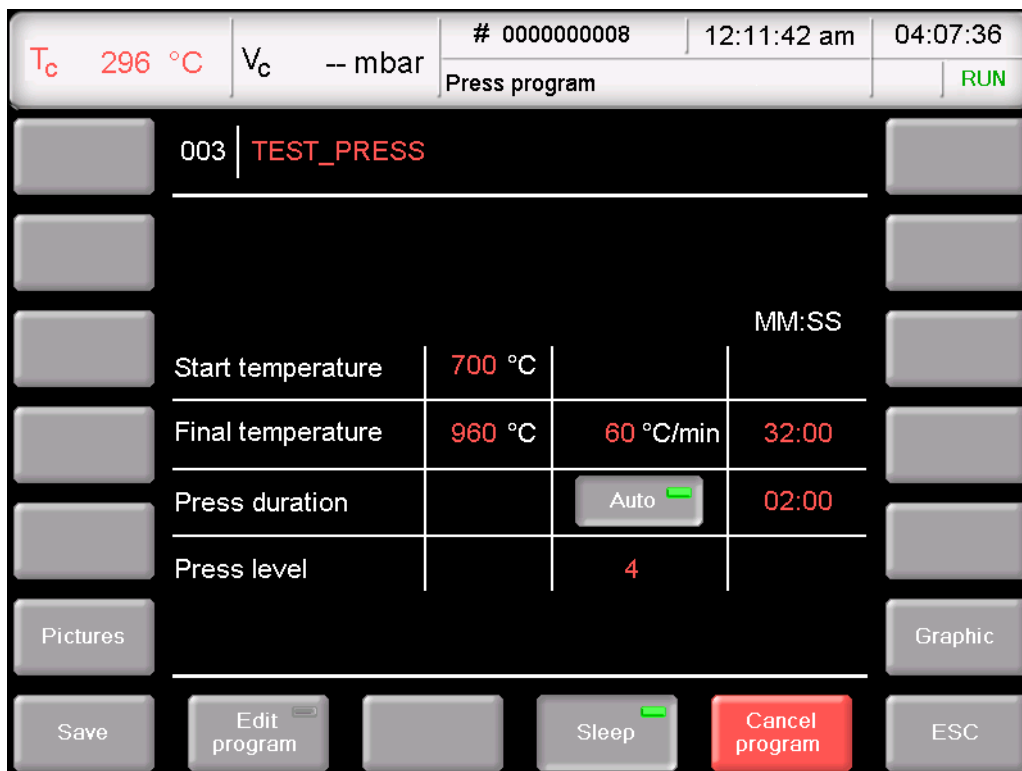 # 0000000008 12:11:42 am 04:07:36
Tc 296 °C Vc -- mbar
Press program RUN
003 TEST_PRESS
MM:SS
Start temperature 700 °C
Final temperature 960 °C 60 °C/min 32:00
Press duration Auto 02:00
Press level 4
Pictures Graphic
Save Edit program Sleep Cancel program ESC